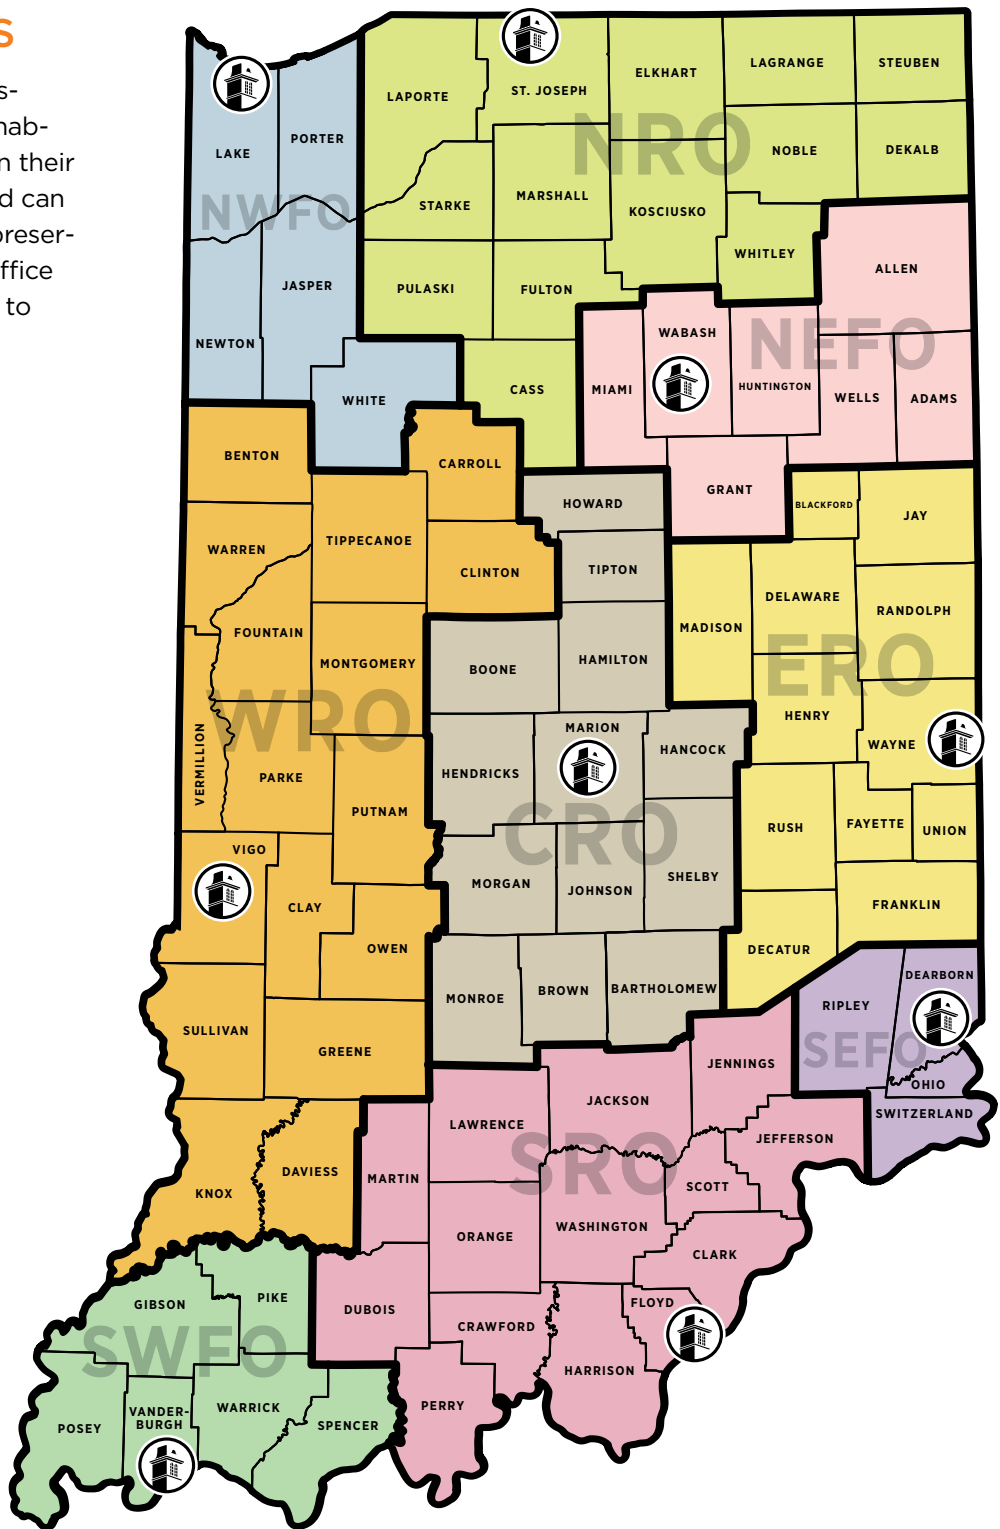 S
s-
nab-
n their
d can
preser-
ffice
to
LAPORTE
ST. JOSEPH
ELKHART
LAGRANGE
STEUBEN
LAKE
PORTER
NRO
NOBLE
DEKALB
NWFO
STARKE
MARSHALL
KOSCIUSKO
WHITLEY
ALLEN
JASPER
PULASKI
FULTON
NEWTON
WABASH
NEFO
WHITE
CASS
MIAMI
HUNTINGTON
WELLS
ADAMS
BENTON
CARROLL
GRANT
HOWARD
BLACKFORD
JAY
WARREN
TIPPECANOE
CLINTON
TIPTON
DELAWARE
RANDOLPH
FOUNTAIN
MONTGOMERY
BOONE
HAMILTON
MADISON
ERO
WRO
HENRY
VERMILLION
PARKE
HENDRICKS
MARION
HANCOCK
WAYNE
PUTNAM
CRO
RUSH
FAYETTE
UNION
VIGO
CLAY
MORGAN
JOHNSON
SHELBY
FRANKLIN
OWEN
DECATUR
MONROE
BROWN
BARTHOLOMEW
RIPLEY
DEARBORN
SULLIVAN
GREENE
JENNINGS
SEFO
OHIO
LAWRENCE
JACKSON
SWITZERLAND
JEFFERSON
KNOX
DAVIESS
MARTIN
SRO
SCOTT
ORANGE
WASHINGTON
CLARK
GIBSON
PIKE
DUBOIS
FLOYD
SWFO
CRAWFORD
HARRISON
POSEY
VANDER-
BURGH
WARRICK
SPENCER
PERRY